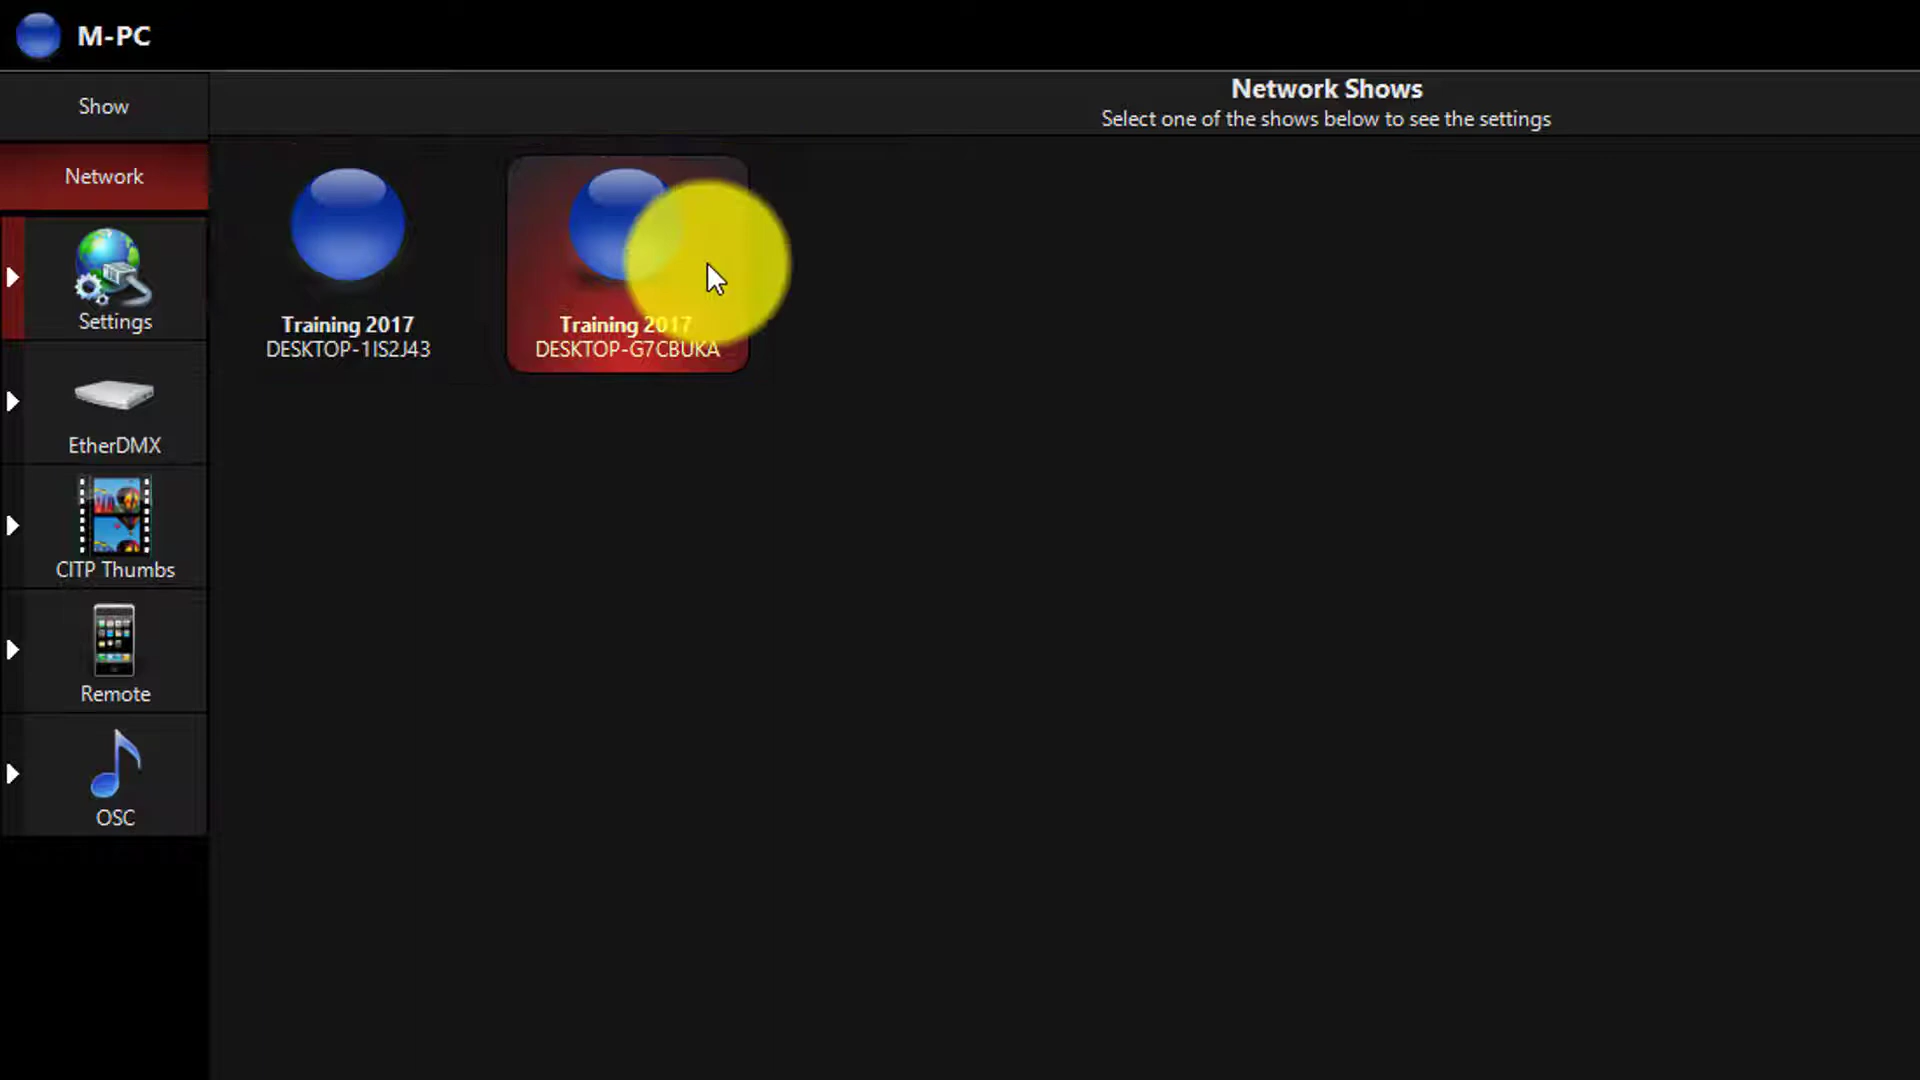 M-PC
Show
Network
Settings
EtherDMX
CITP Thumbs
Remote
OSC
Network Shows
Select one of the shows below to see the settings
Training 2017
DESKTOP-1IS2J43
Training 2017
DESKTOP-G7CBUKA